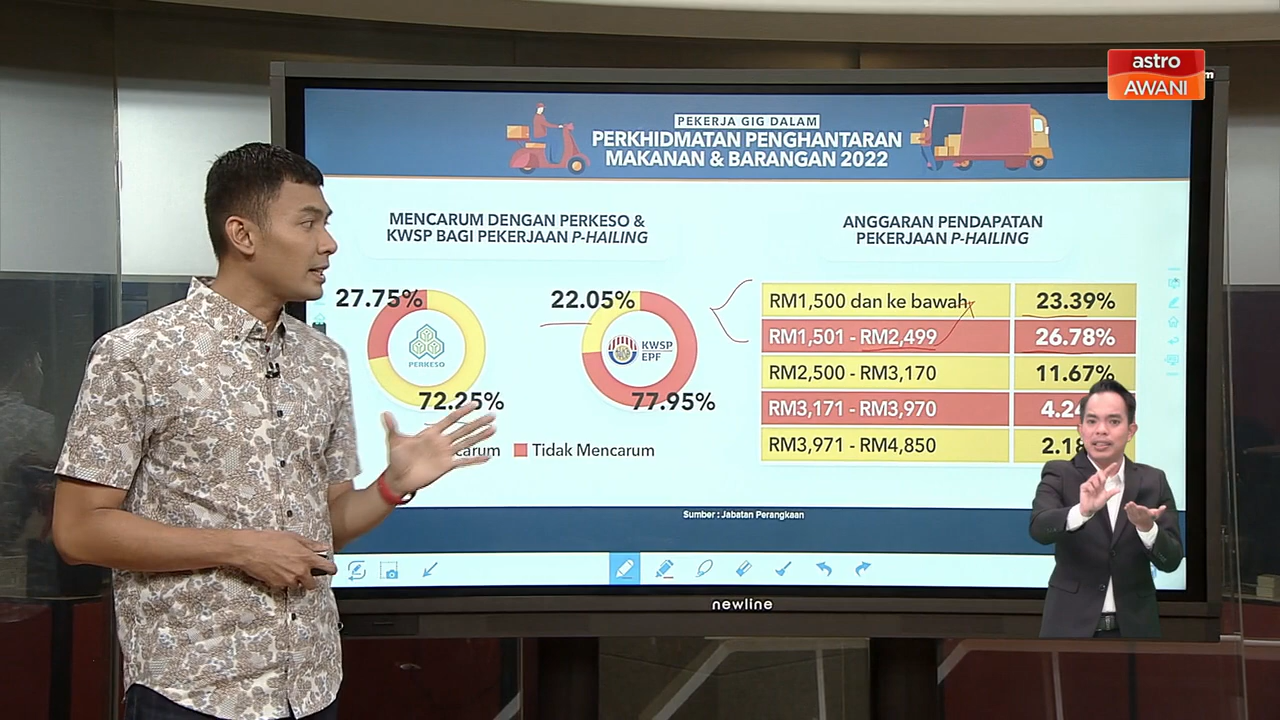 astro
AWANI
PEKERJA GIG DALAM
PERKHIDMATAN PENGHANTARAN
MAKANAN & BARANGAN 2022
MENCARUM DENGAN PERKESO &
KWSP BAGI PEKERJAAN P-HAILING
27.75%
PERKESO
72.25%
22.05%
KWSP
EPF
77.95%
Tidak Mencarum
ANGGARAN PENDAPATAN
PEKERJAAN P-HAILING
RM1,500 dan ke bawah 23.39%
RM1,501 - RM2,499 26.78%
RM2,500 - RM3,170 11.67%
RM3,171 - RM3,970
RM3,971 - RM4,850
Sumber : Jabatan Perangkaan
newline